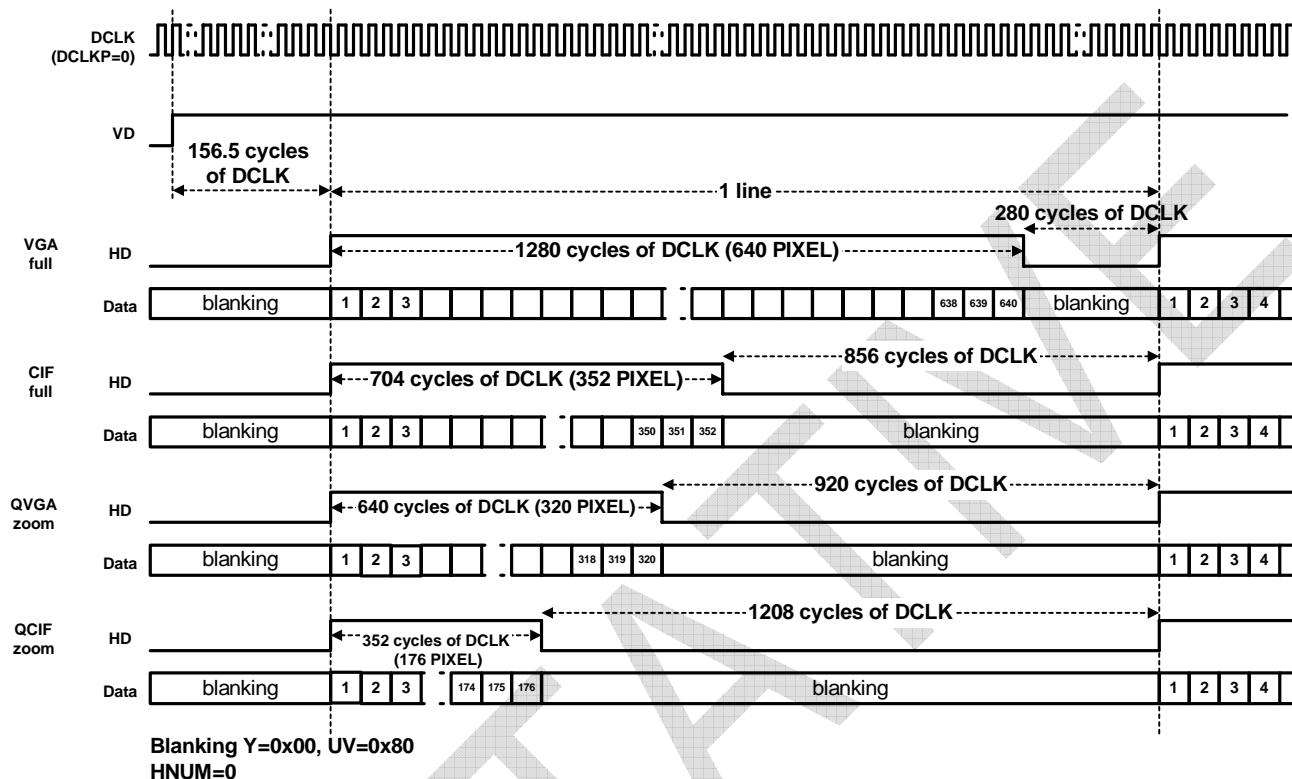 DCLK
(DCLKP=0)
VD
156.5 cycles
of DCLK
1 line
280 cycles of DCLK
VGA
full
HD
1280 cycles of DCLK (640 PIXEL)
Data
blanking
1 2 3
638 639 640
blanking
1 2 3 4
856 cycles of DCLK
CIF
full
HD
704 cycles of DCLK (352 PIXEL)
Data
blanking
1 2 3
350 351 352
blanking
1 2 3 4
920 cycles of DCLK
QVGA
zoom
HD
640 cycles of DCLK (320 PIXEL)
Data
blanking
1 2 3
318 319 320
blanking
1 2 3 4
1208 cycles of DCLK
QCIF
zoom
HD
352 cycles of DCLK
(176 PIXEL)
Data
blanking
1 2 3
174 175 176
blanking
1 2 3 4
Blanking Y=0x00, UV=0x80
HNUM=0
TATIVE